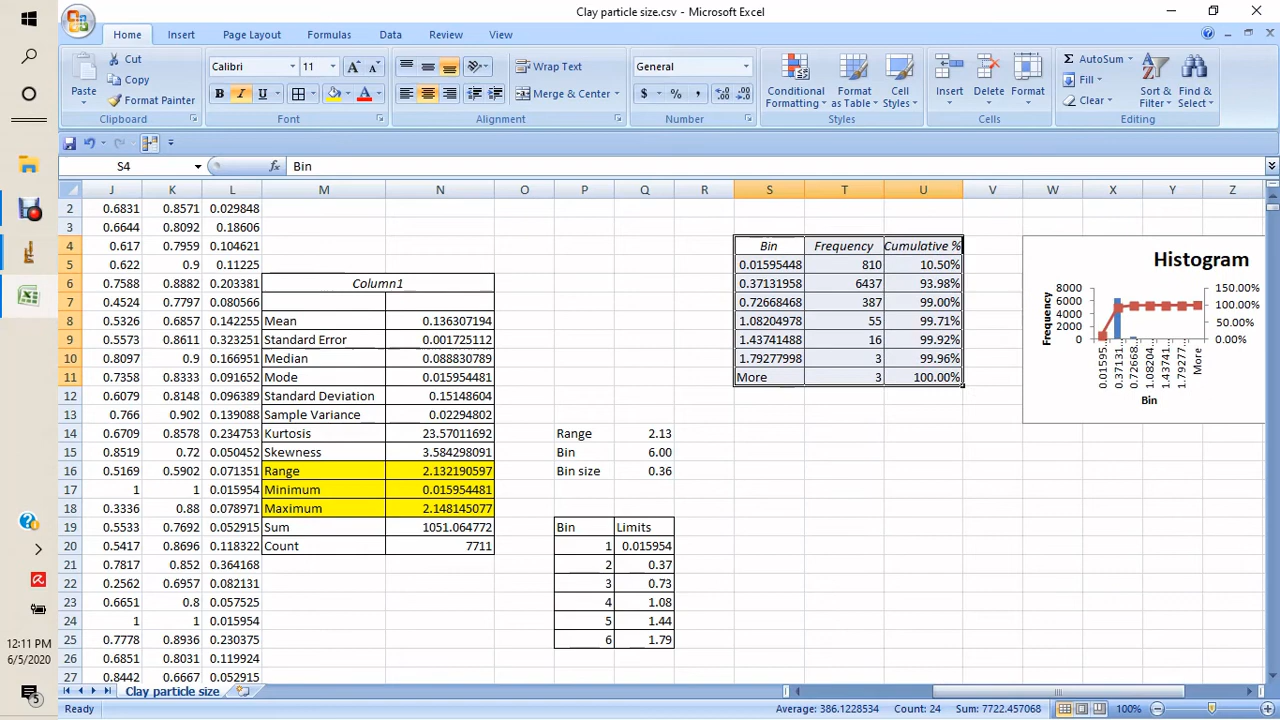 Clay particle size.csv - Microsoft Excel
Home Insert Page Layout Formulas Data Review View
Cut
Copy
Format Painter
Paste
Clipboard
Calibri 11
B I U
Font
Wrap Text
Merge & Center
Alignment
General
$ % ,
Number
Conditional Formatting
Format as Table
Cell Styles
Styles
Insert Delete Format
Cells
Σ AutoSum
Fill
Clear
Sort & Filter
Find & Select
Editing
S4 fx Bin
J K L M N O P Q R S T U V W X Y Z
2 0.6831 0.8571 0.029848
3 0.6644 0.8092 0.18606
4 0.617 0.7959 0.104621 Bin Frequency Cumulative %
5 0.622 0.9 0.11225 0.01595448 810 10.50%
6 0.7588 0.8882 0.203381 Column1 0.37131958 6437 93.98%
7 0.4524 0.7797 0.080566 0.72668468 387 99.00%
8 0.5326 0.6857 0.142255 Mean 0.136307194 1.08204978 55 99.71%
9 0.5573 0.8611 0.323251 Standard Error 0.001725112 1.43741488 16 99.92%
10 0.8097 0.9 0.166951 Median 0.088830789 1.79277998 3 99.96%
11 0.7358 0.8333 0.091652 Mode 0.015954481 More 3 100.00%
12 0.6079 0.8148 0.096389 Standard Deviation 0.15148604
13 0.766 0.902 0.139088 Sample Variance 0.02294802
14 0.6709 0.8578 0.234753 Kurtosis 23.57011692 Range 2.13
15 0.8519 0.72 0.050452 Skewness 3.584298091 Bin 6.00
16 0.5169 0.5902 0.071351 Range 2.132190597 Bin size 0.36
17 1 1 0.015954 Minimum 0.015954481
18 0.3336 0.88 0.078971 Maximum 2.148145077
19 0.5533 0.7692 0.052915 Sum 1051.064772 Bin Limits
20 0.5417 0.8696 0.118322 Count 7711 1 0.015954
21 0.7817 0.852 0.364168 2 0.37
22 0.2562 0.6957 0.082131 3 0.73
23 0.6651 0.8 0.057525 4 1.08
24 1 1 0.015954 5 1.44
25 0.7778 0.8936 0.230375 6 1.79
26 0.6851 0.8031 0.119924
27 0.8442 0.6667 0.052915
Histogram
Frequency
8000
6000
4000
2000
0
150.00%
100.00%
50.00%
0.00%
0.01595…
0.37131…
0.72668…
1.08204…
1.43741…
1.79277…
More
Bin
12:11 PM
6/5/2020
5
Clay particle size
Ready Average: 386.1228534 Count: 24 Sum: 7722.457068 100%